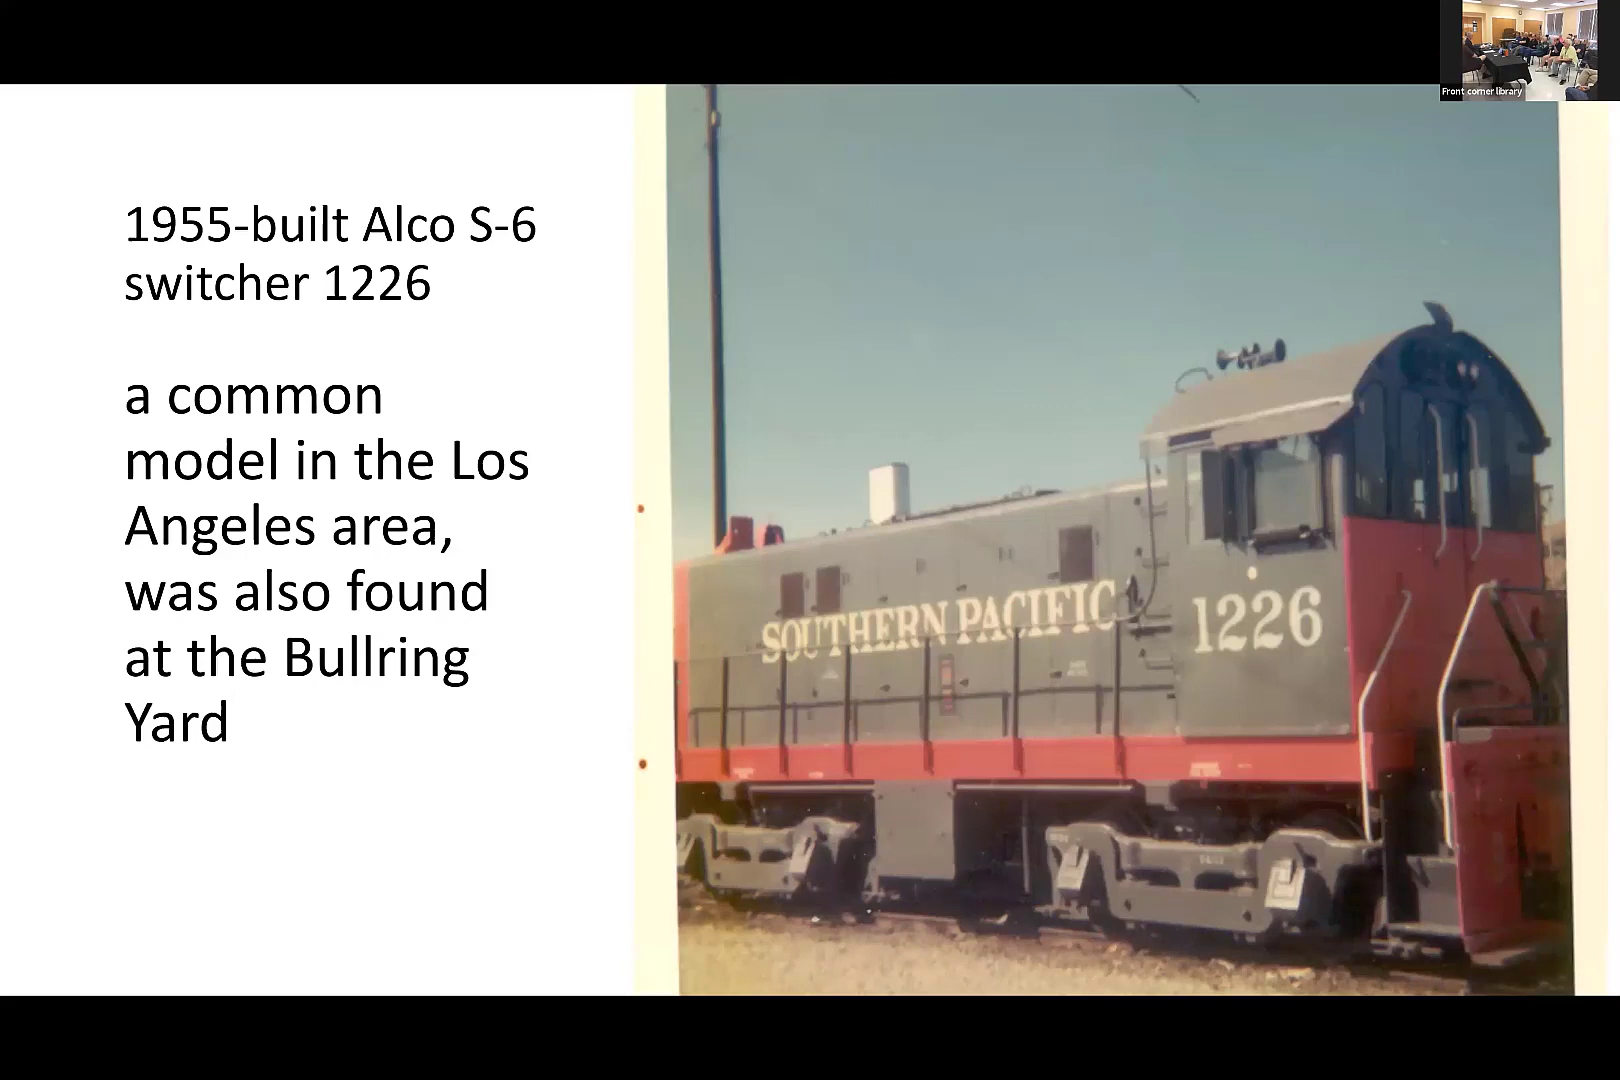 1955-built Alco S-6
switcher 1226
a common
model in the Los
Angeles area,
was also found
at the Bullring
Yard
SOUTHERN PACIFIC
1226
Front corner library